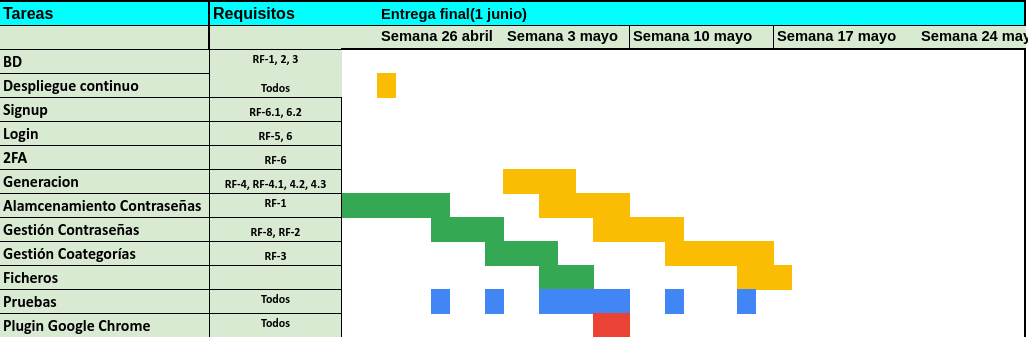 Tareas Requisitos Entrega final(1 junio)
Semana 26 abril Semana 3 mayo Semana 10 mayo Semana 17 mayo Semana 24 may
BD RF-1, 2, 3
Despliegue continuo Todos
Signup RF-6.1, 6.2
Login RF-5, 6
2FA RF-6
Generacion RF-4, RF-4.1, 4.2, 4.3
Alamcenamiento Contraseñas RF-1
Gestión Contraseñas RF-8, RF-2
Gestión Coategorías RF-3
Ficheros
Pruebas Todos
Plugin Google Chrome Todos